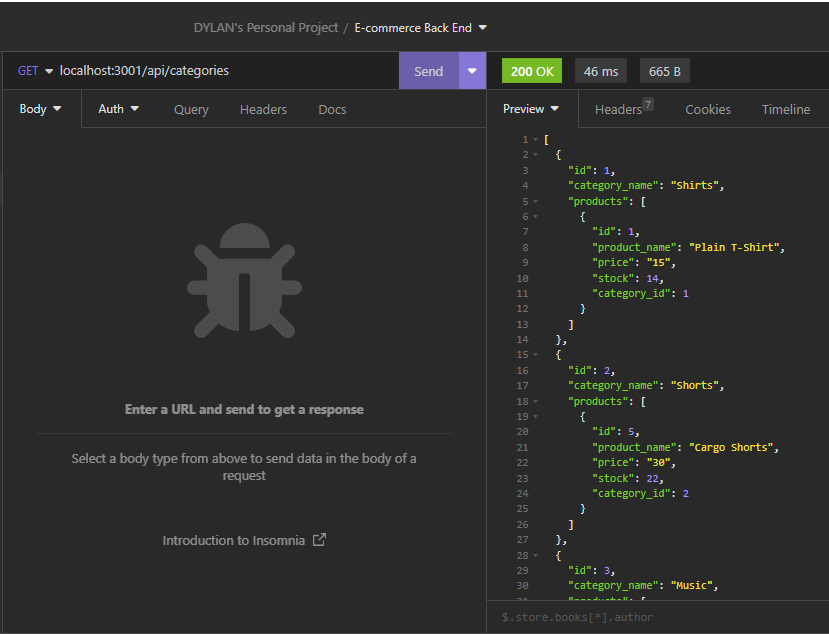 DYLAN's Personal Project / E-commerce Back End
GET localhost:3001/api/categories Send
200 OK 46 ms 665 B
Body Auth Query Headers Docs
Preview Headers 7 Cookies Timeline
Enter a URL and send to get a response
Select a body type from above to send data in the body of a
request
Introduction to Insomnia
1 [
2 {
3 "id": 1,
4 "category_name": "Shirts",
5 "products": [
6 {
7 "id": 1,
8 "product_name": "Plain T-Shirt",
9 "price": "15",
10 "stock": 14,
11 "category_id": 1
12 }
13 ]
14 },
15 {
16 "id": 2,
17 "category_name": "Shorts",
18 "products": [
19 {
20 "id": 5,
21 "product_name": "Cargo Shorts",
22 "price": "30",
23 "stock": 22,
24 "category_id": 2
25 }
26 ]
27 },
28 {
29 "id": 3,
30 "category_name": "Music",
31 "products": [
$.store.books[*].author